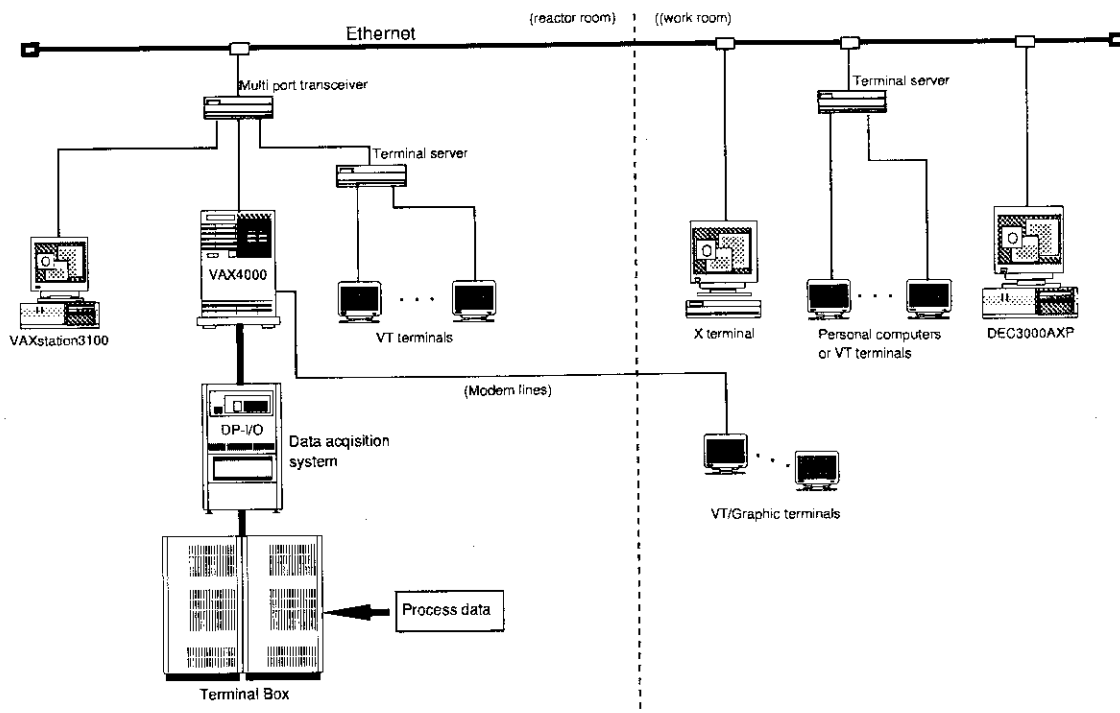 (reactor room)
((work room)
Ethernet
Multi port transceiver
Terminal server
Terminal server
VAX4000
VAXstation3100
VT terminals
X terminal
Personal computers
or VT terminals
DEC3000AXP
(Modem lines)
DP-I/O
Data acqisition
system
VT/Graphic terminals
Process data
Terminal Box